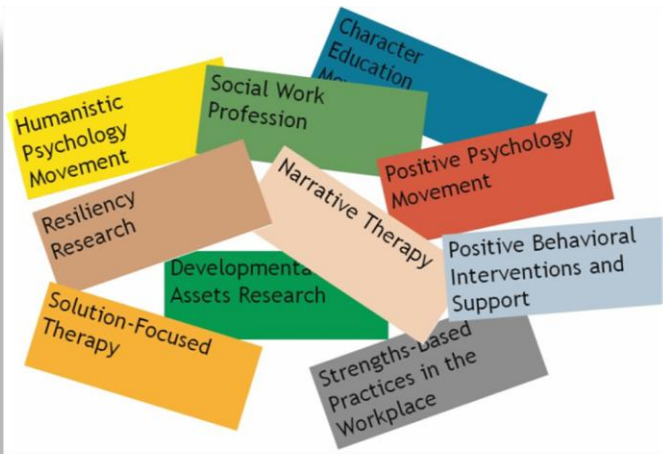 Character
Education
Humanistic
Psychology
Movement
Social Work
Profession
Positive Psychology
Movement
Resiliency
Research
Narrative Therapy
Positive Behavioral
Interventions and
Support
Developmenta
Assets Research
Solution-Focused
Therapy
Strengths-Based
Practices in the
Workplace